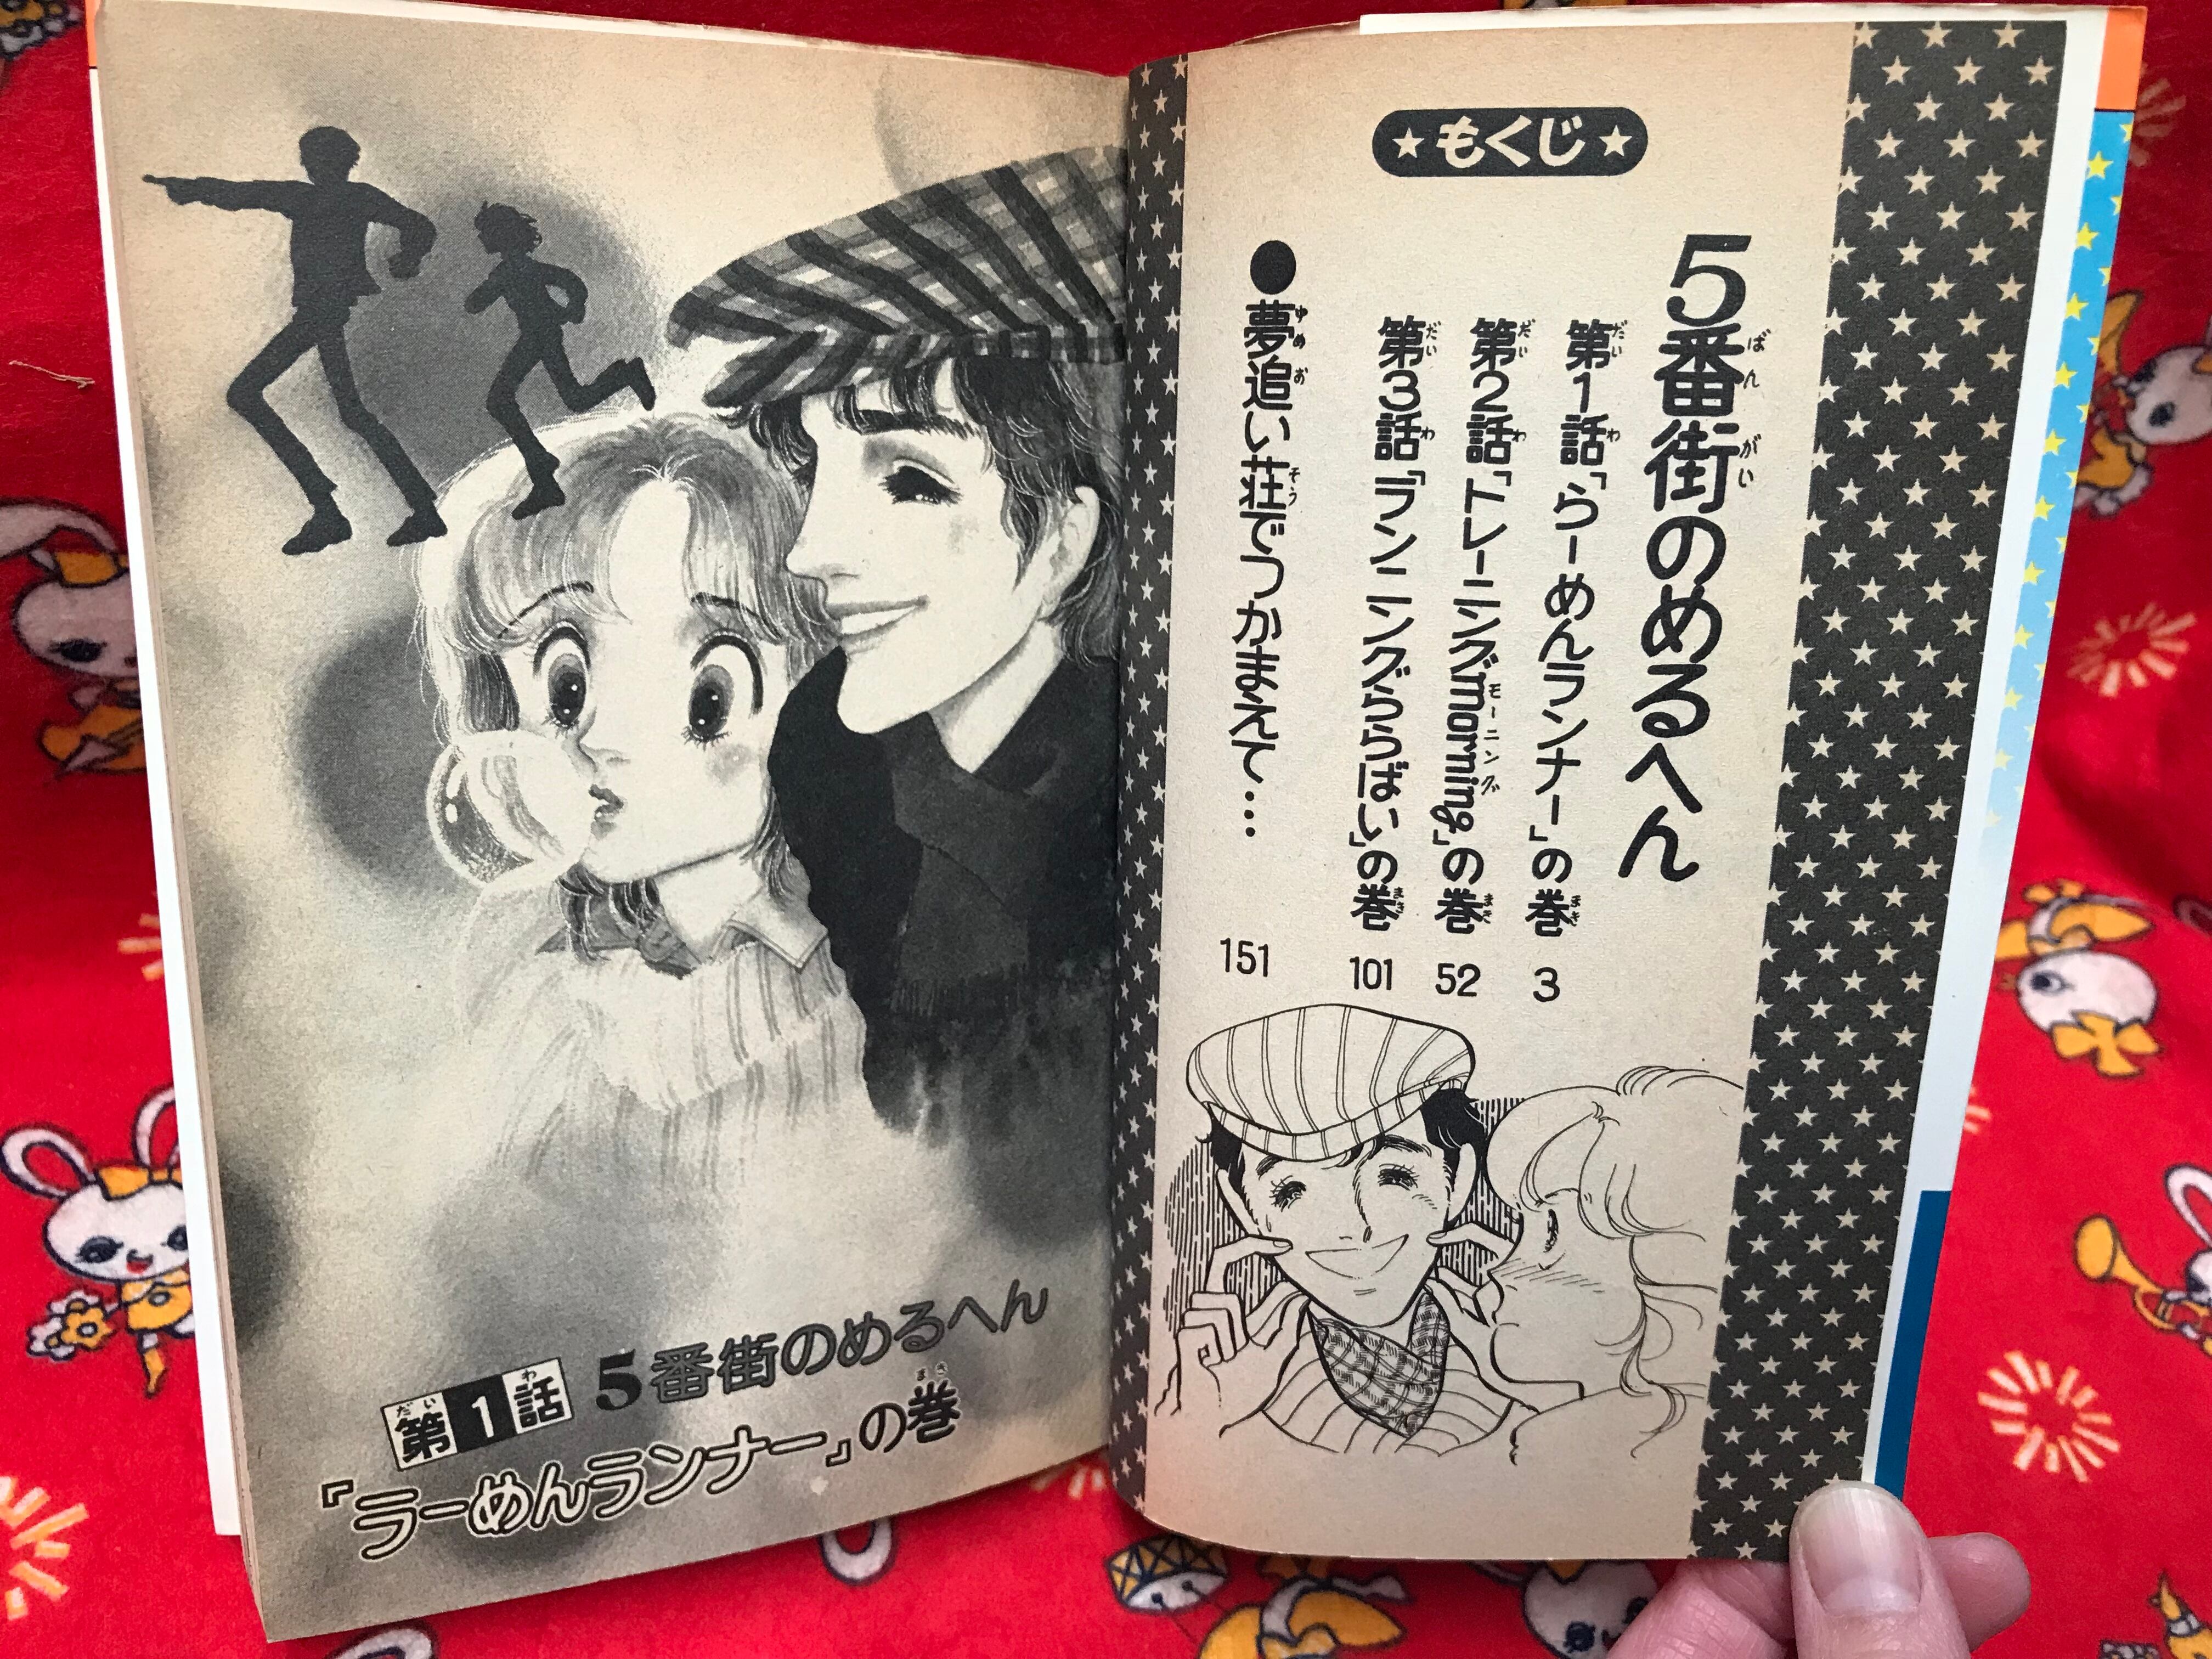 もくじ
5番街のめるへん
第1話「らーめんランナー」の巻 3
第2話「トレーニングmorning」の巻 52
第3話「ランニングららばい」の巻 101
●夢追い荘でつかまえて… 151
第1話 5番街のめるへん
『らーめんランナー』の巻